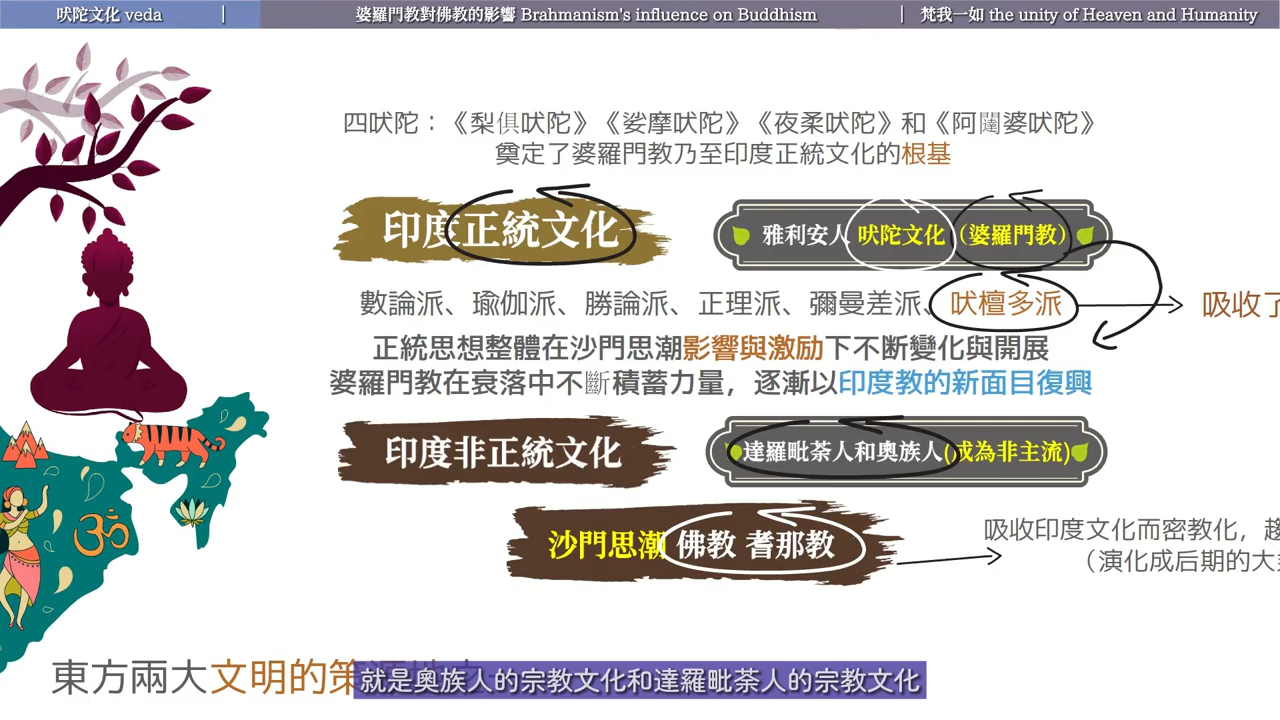 吠陀文化 veda
婆羅門教對佛教的影響 Brahmanism's influence on Buddhism
梵我一如 the unity of Heaven and Humanity
四吠陀：《梨俱吠陀》《娑摩吠陀》《夜柔吠陀》和《阿闥婆吠陀》
奠定了婆羅門教乃至印度正統文化的根基
印度正統文化
雅利安人 吠陀文化（婆羅門教）
數論派、瑜伽派、勝論派、正理派、彌曼差派、吠檀多派
吸收了
正統思想整體在沙門思潮影響與激励下不断變化與開展
婆羅門教在衰落中不斷積蓄力量，逐漸以印度教的新面目復興
印度非正統文化
達羅毗荼人和奧族人(成為非主流)
沙門思潮 佛教 耆那教
吸收印度文化而密教化，趨
（演化成后期的大
東方兩大文明的策
就是奧族人的宗教文化和達羅毗荼人的宗教文化